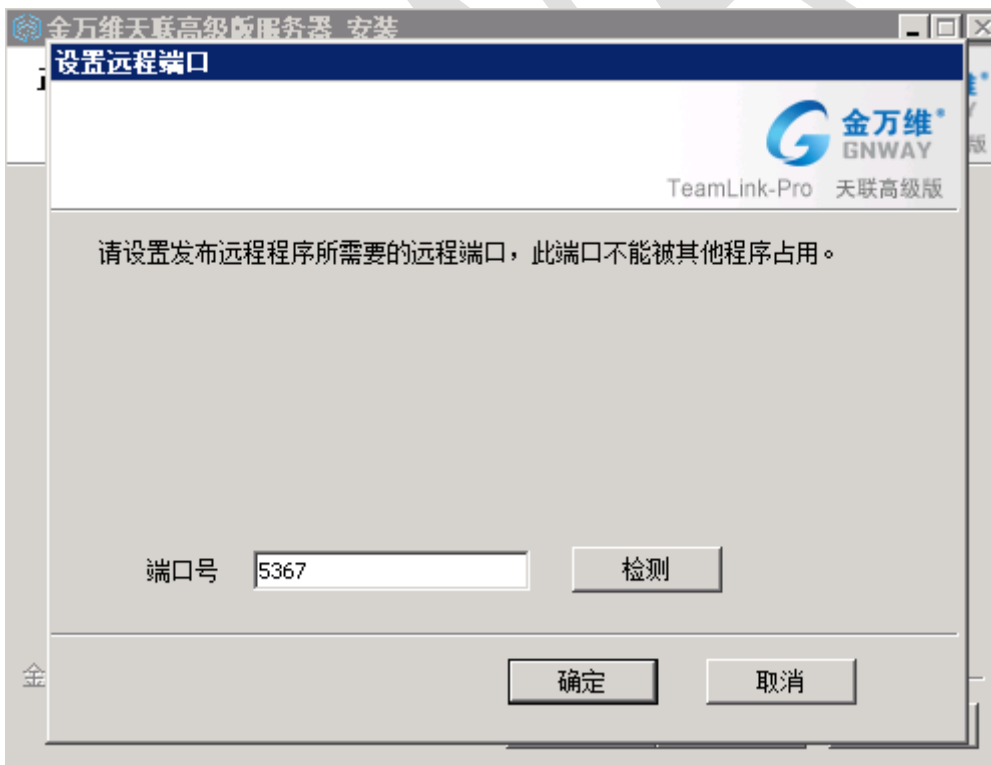 金万维天联高级版服务器 安装
设置远程端口
金万维
GNWAY
TeamLink-Pro 天联高级版
请设置发布远程程序所需要的远程端口，此端口不能被其他程序占用。
端口号 5367 检测
金
确定 取消